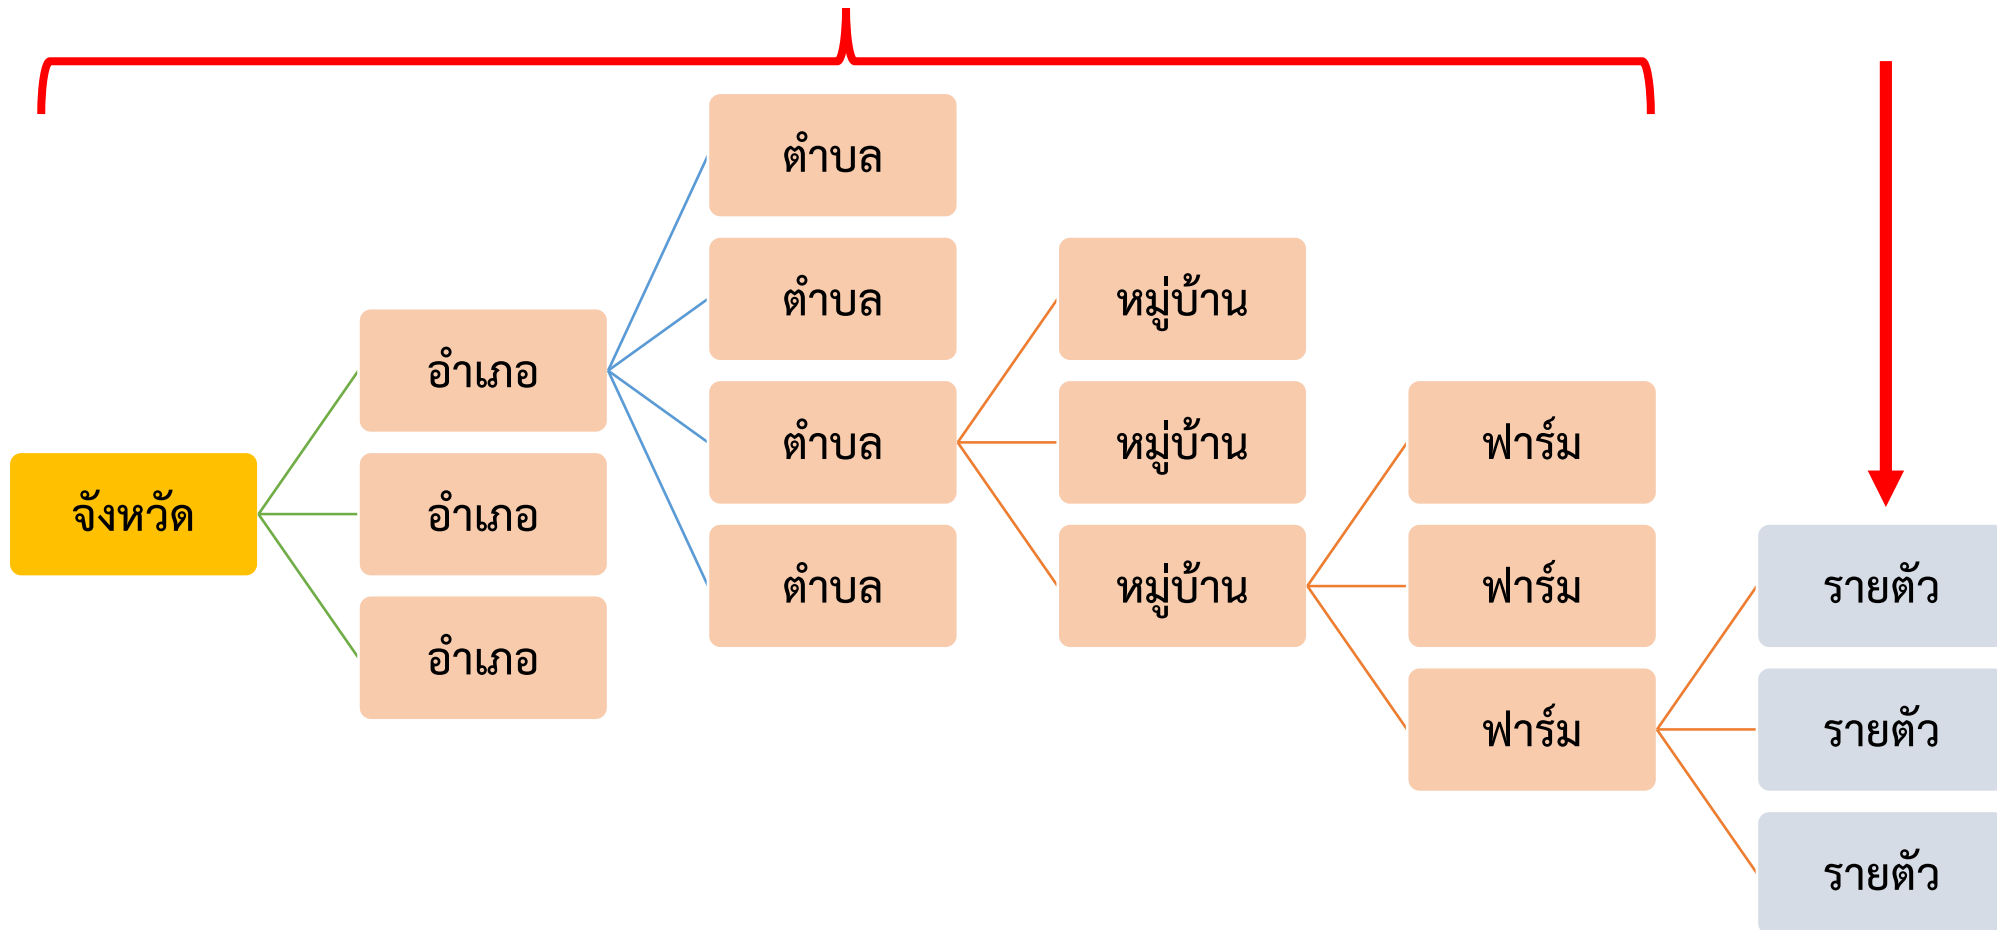 จังหวัด
อำเภอ
อำเภอ
อำเภอ
ตำบล
ตำบล
ตำบล
ตำบล
หมู่บ้าน
หมู่บ้าน
หมู่บ้าน
ฟาร์ม
ฟาร์ม
ฟาร์ม
รายตัว
รายตัว
รายตัว